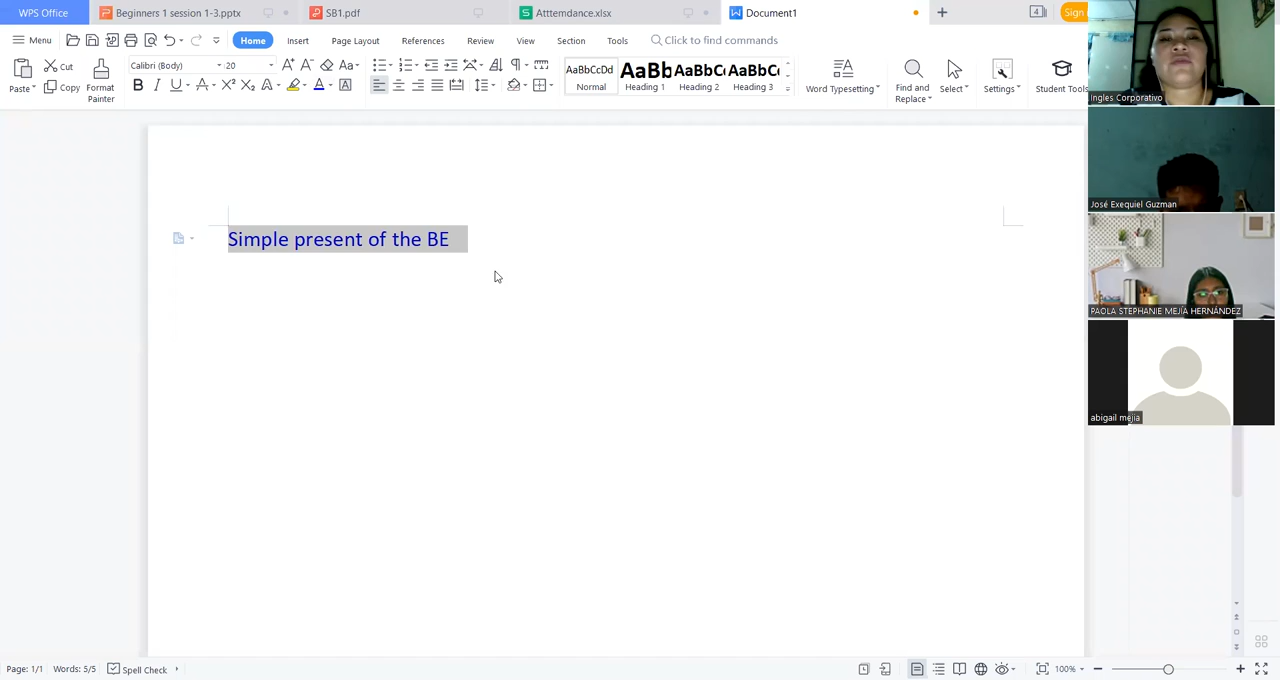 WPS Office
Beginners 1 session 1-3.pptx
SB1.pdf
Atttemdance.xlsx
Document1
Sign
Menu
Home
Insert
Page Layout
References
Review
View
Section
Tools
Click to find commands
Paste
Cut
Copy
Format Painter
Calibri (Body)
20
AaBbCcDd
Normal
AaBb
Heading 1
AaBbC
Heading 2
AaBbC
Heading 3
Word Typesetting
Find and Replace
Select
Settings
Student Tools
Simple present of the BE
Ingles Corporativo
José Exequiel Guzman
PAOLA STEPHANIE MEJÍA HERNÁNDEZ
abigail mejia
Page: 1/1
Words: 5/5
Spell Check
100%